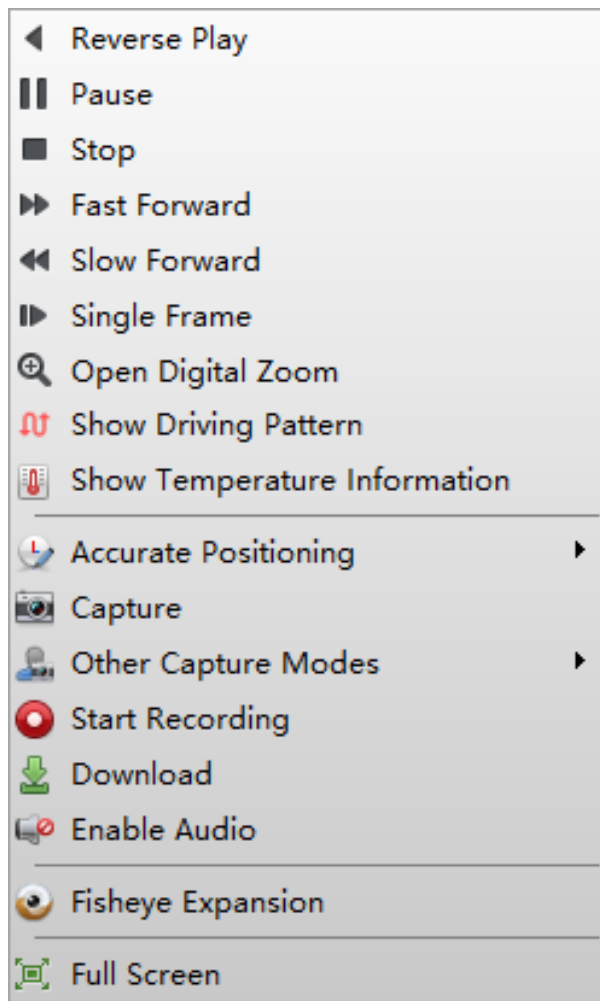 Reverse Play
Pause
Stop
Fast Forward
Slow Forward
Single Frame
Open Digital Zoom
Show Driving Pattern
Show Temperature Information
Accurate Positioning
Capture
Other Capture Modes
Start Recording
Download
Enable Audio
Fisheye Expansion
Full Screen